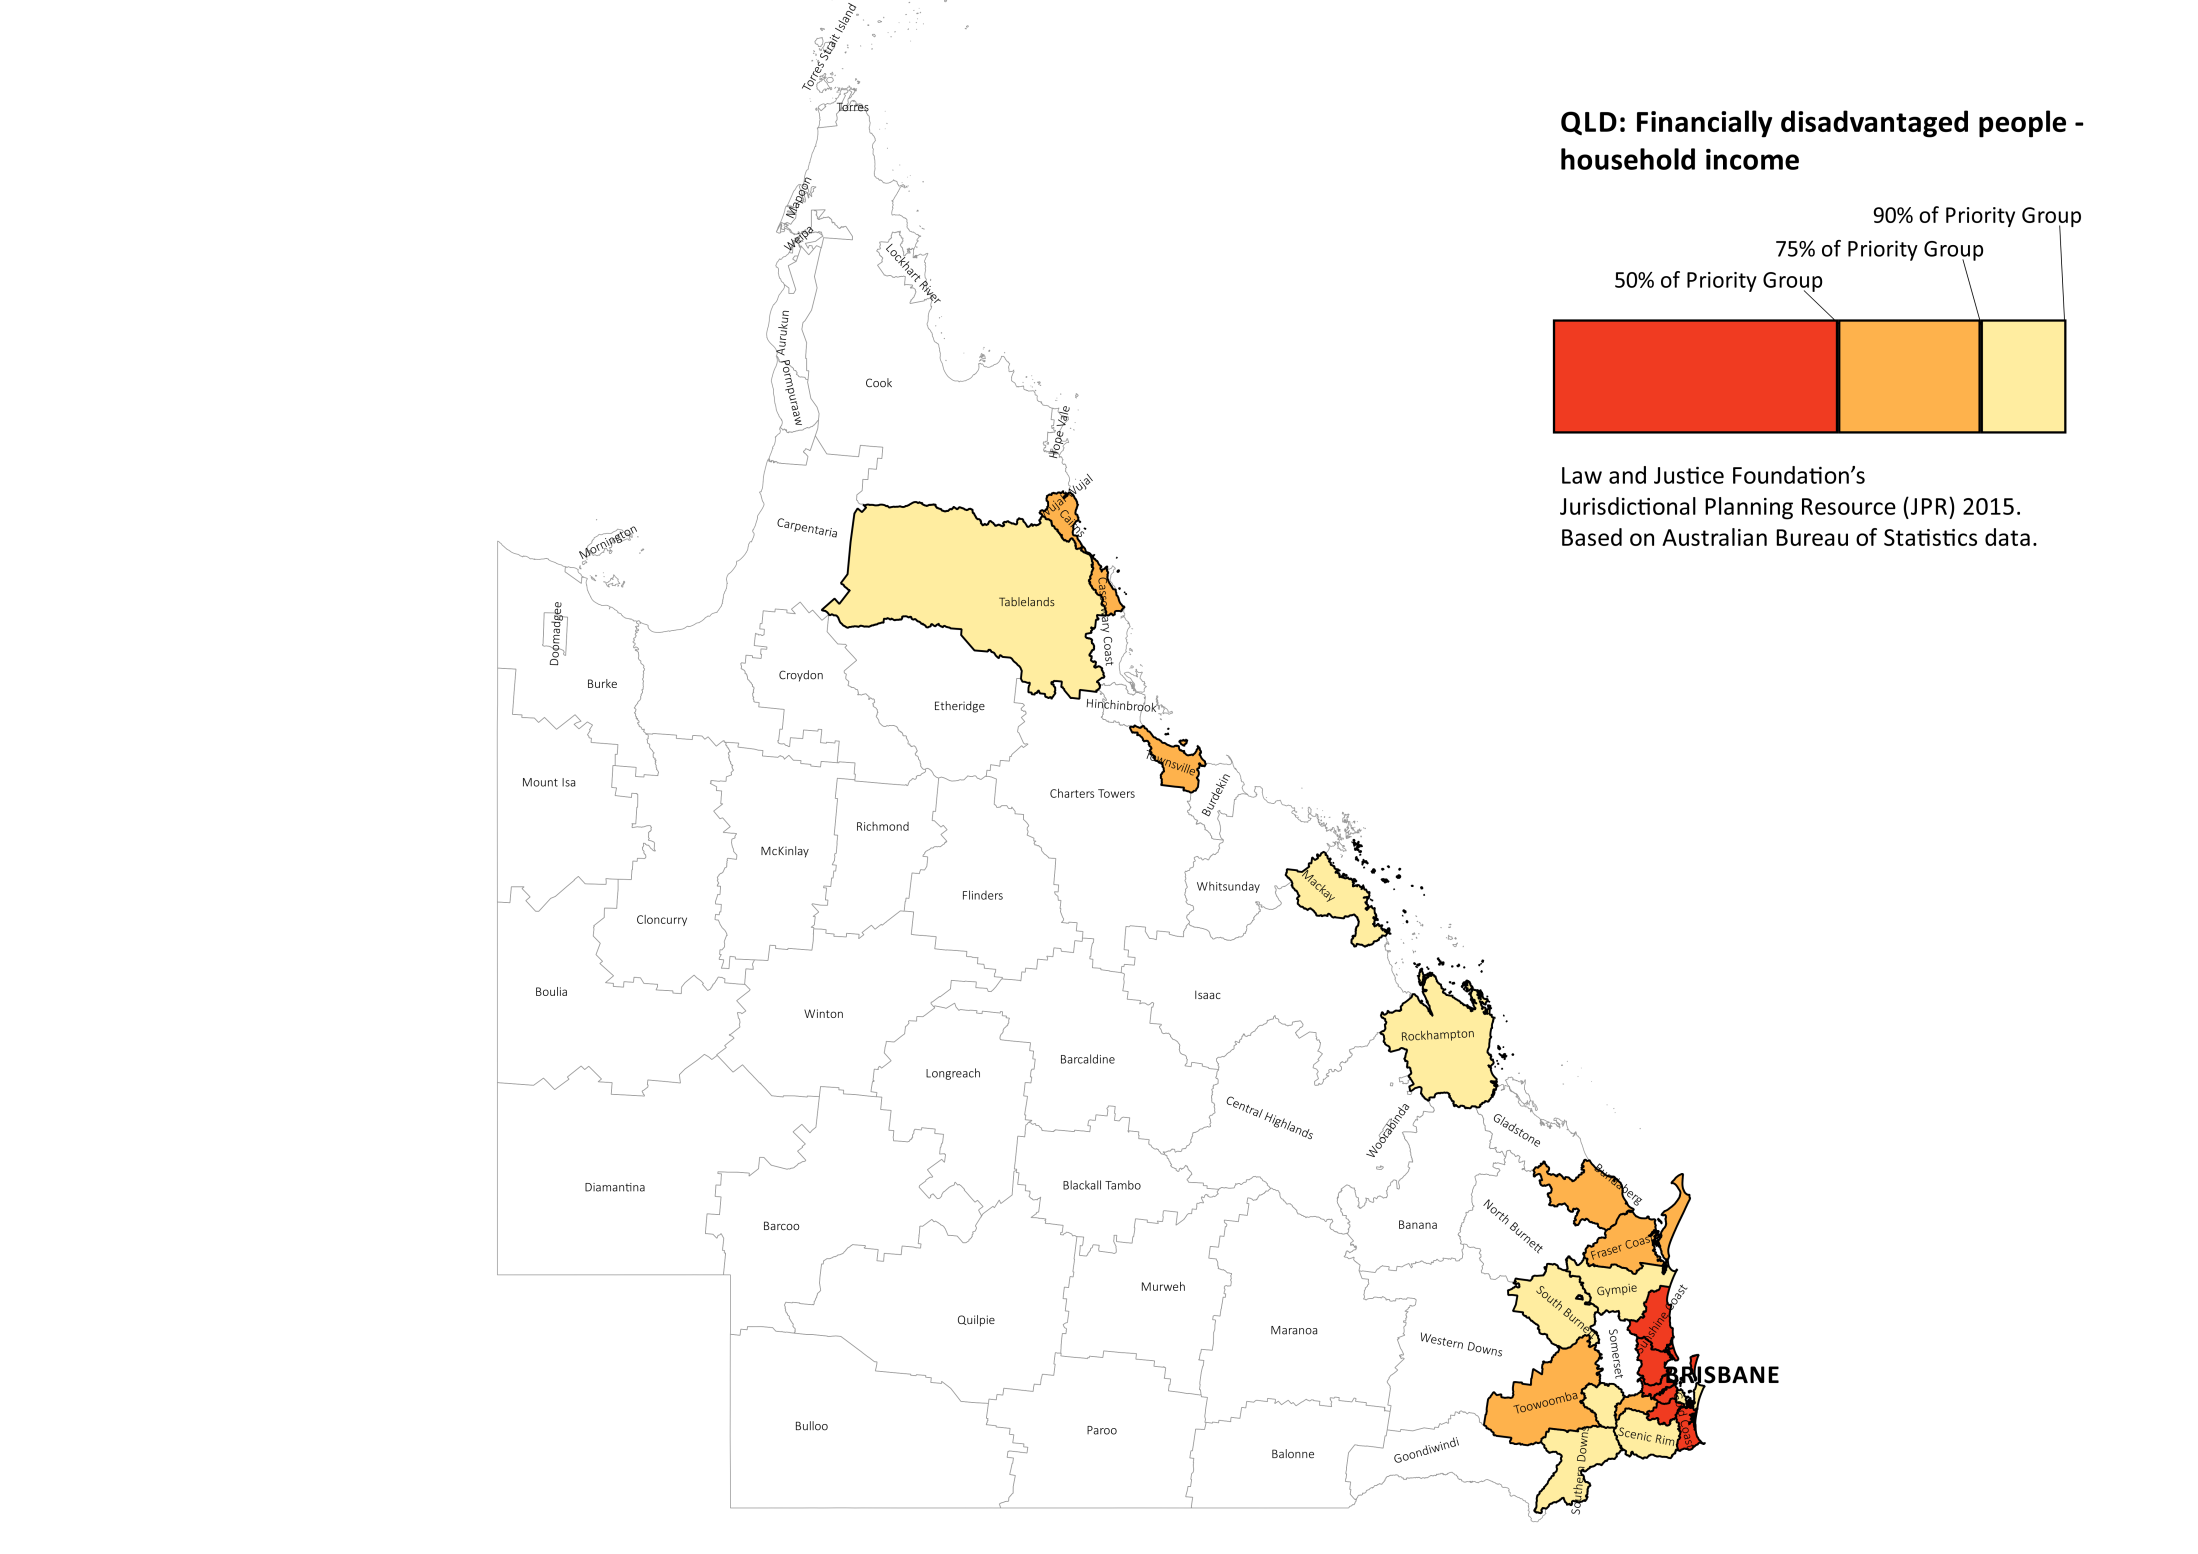 QLD: Financially disadvantaged people -
household income
90% of Priority Group
75% of Priority Group
50% of Priority Group
Law and Justice Foundation’s
Jurisdictional Planning Resource (JPR) 2015.
Based on Australian Bureau of Statistics data.
Torres Strait Island
Torres
Mapoon
Weipa
Lockhart River
Aurukun
Pormpuraaw
Cook
Hope Vale
Wujal Wujal
Cairns
Carpentaria
Mornington
Doomadgee
Burke
Tablelands
Cassowary Coast
Croydon
Etheridge
Hinchinbrook
Townsville
Mount Isa
Charters Towers
Burdekin
Richmond
McKinlay
Flinders
Whitsunday
Mackay
Cloncurry
Boulia
Isaac
Winton
Rockhampton
Barcaldine
Longreach
Central Highlands
Woorabinda
Gladstone
Diamantina
Blackall Tambo
Bundaberg
Barcoo
Banana
North Burnett
Fraser Coast
Murweh
Gympie
South Burnett
Sunshine Coast
Quilpie
Maranoa
Western Downs
Somerset
BRISBANE
Toowoomba
Bulloo
Paroo
Balonne
Goondiwindi
Scenic Rim
Coast
Southern Downs